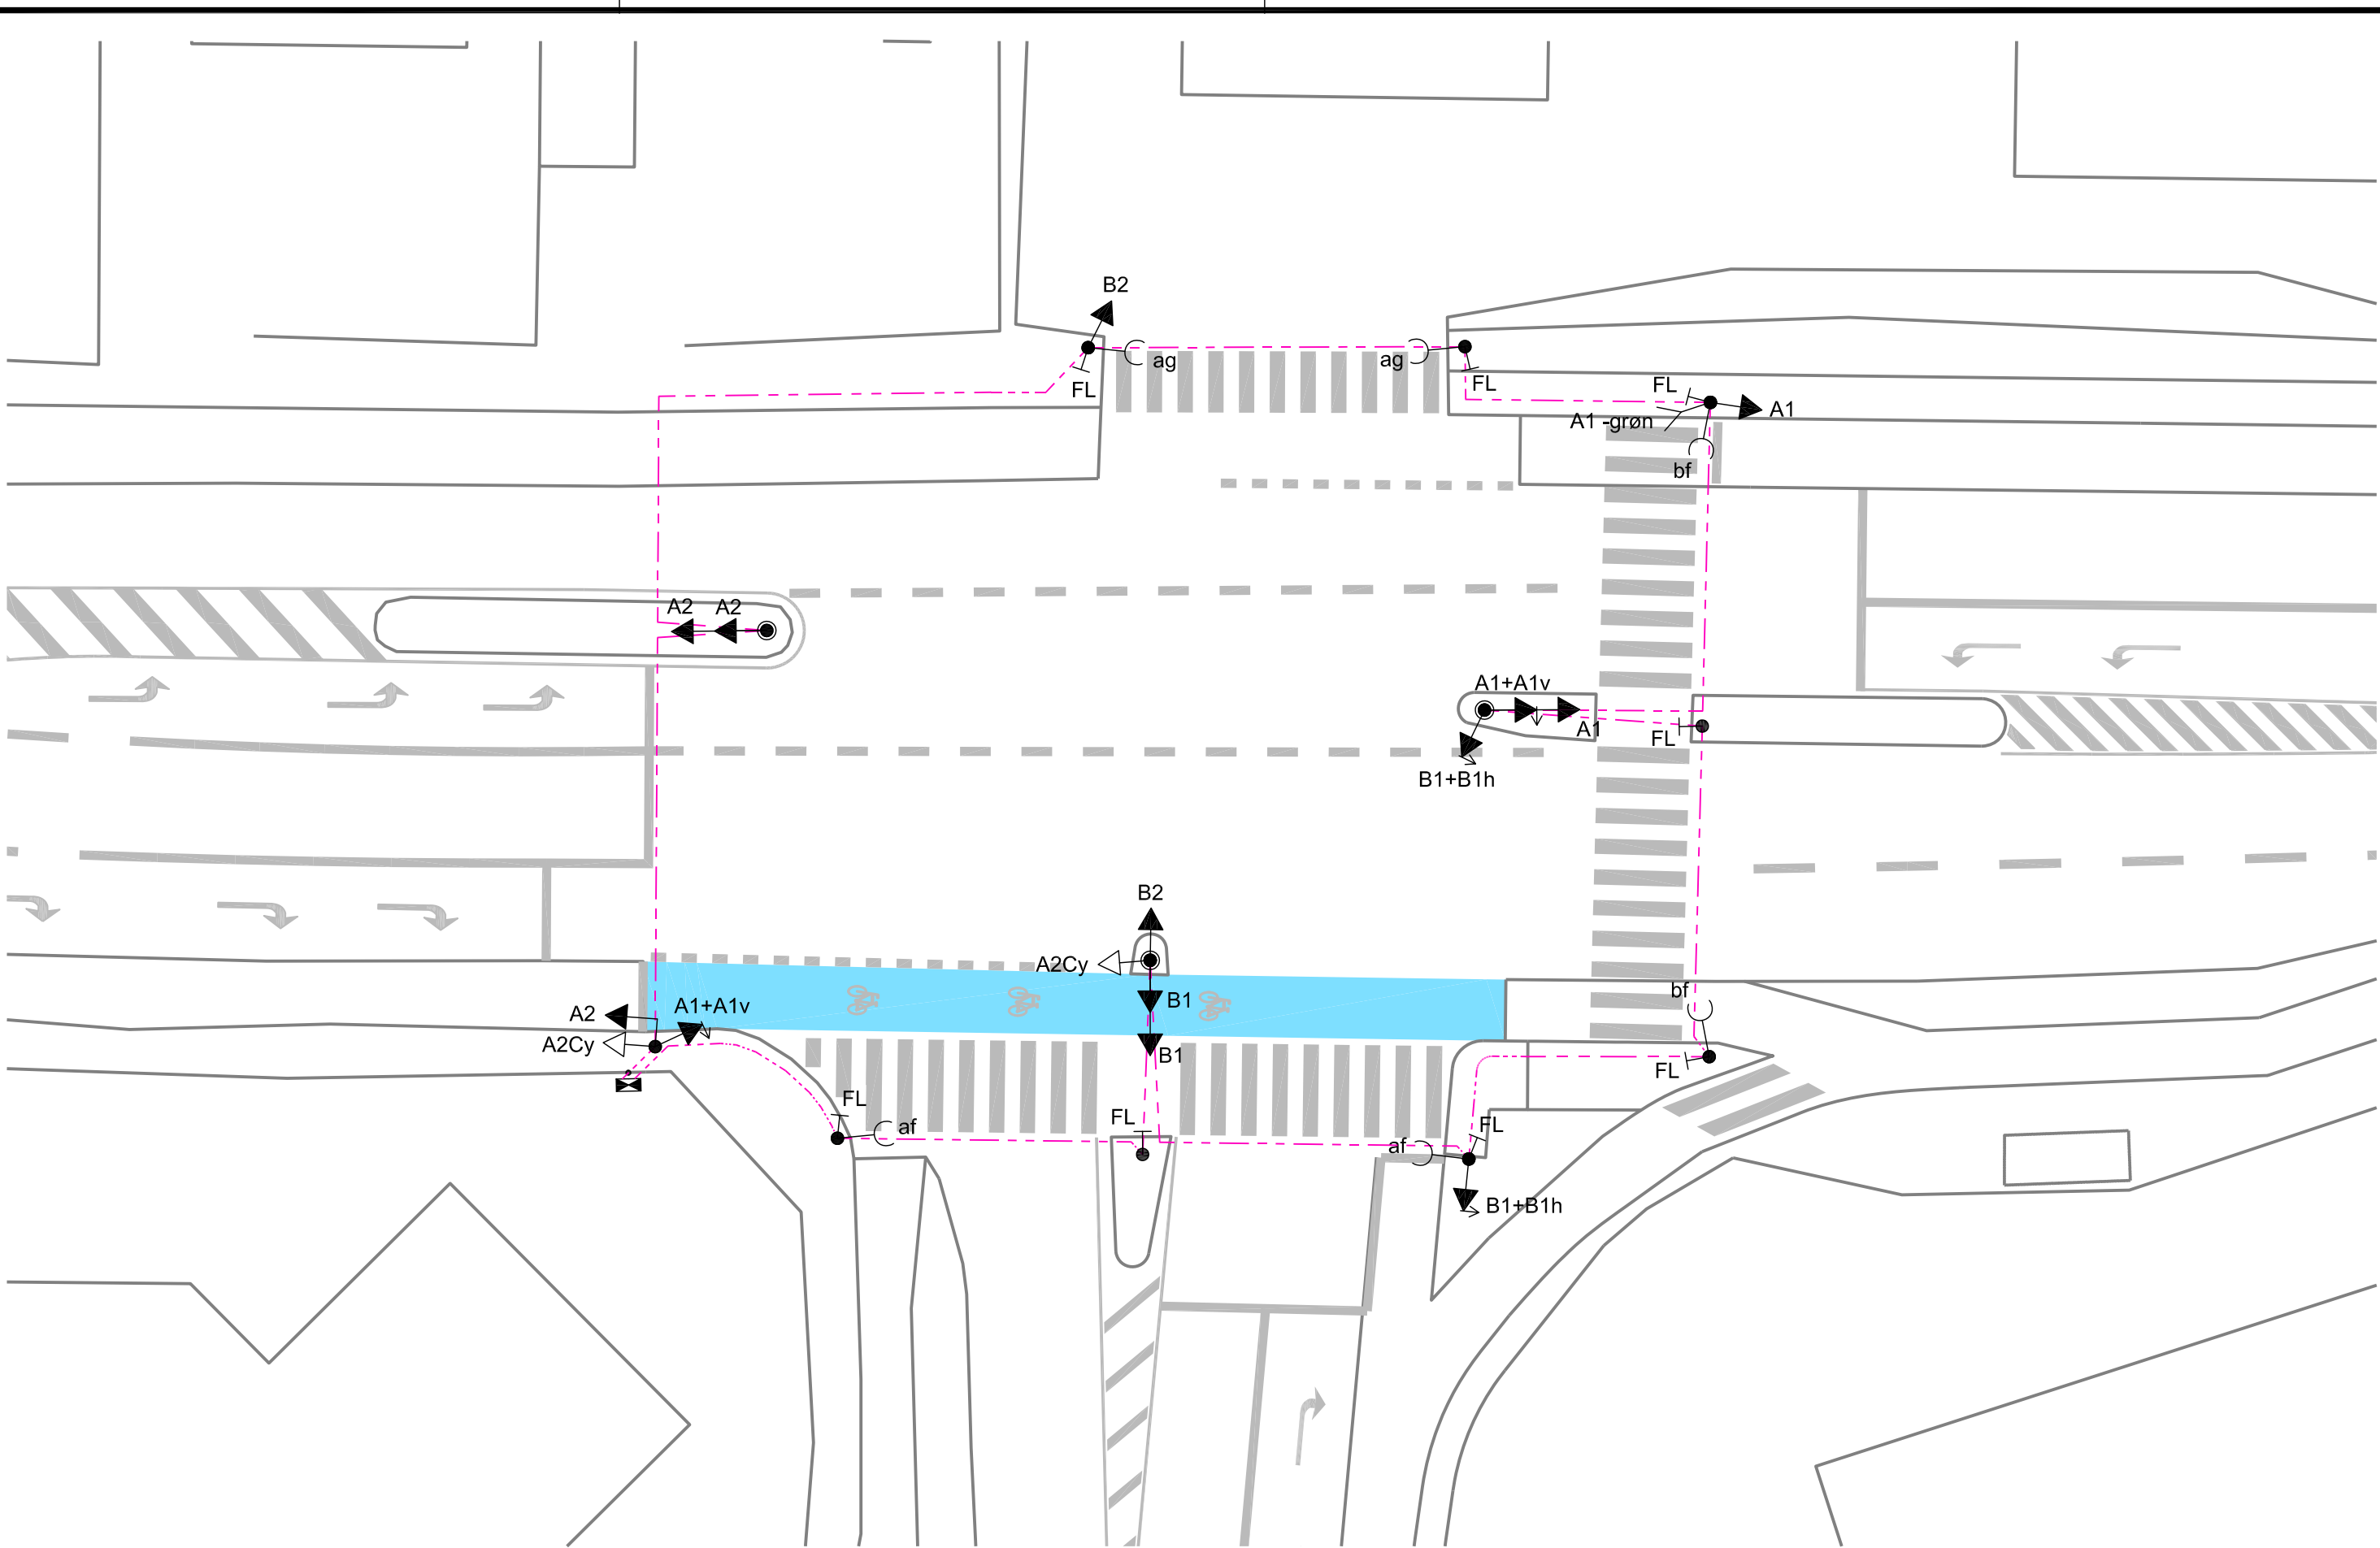 B2
ag
ag
FL
FL
FL
A1
A1 -grøn
bf
A2
A2
A1+A1v
A1
FL
B1+B1h
B2
A2Cy
bf
B1
A1+A1v
A2
A2Cy
B1
FL
FL
FL
af
FL
af
B1+B1h